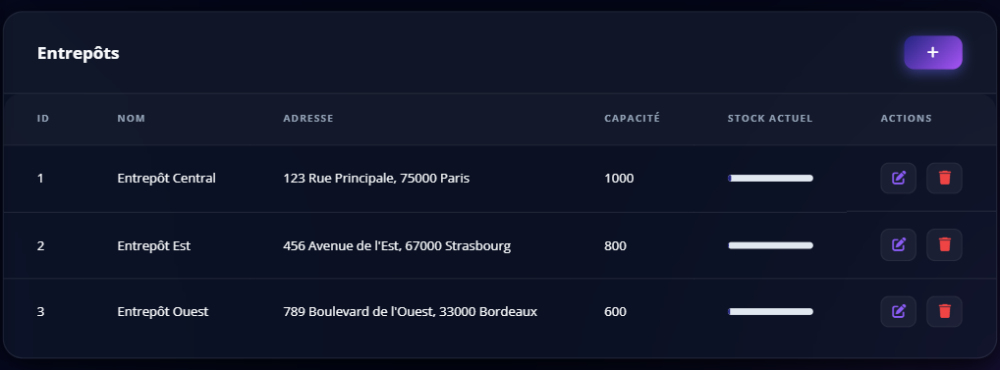 Entrepôts
+
ID NOM ADRESSE CAPACITÉ STOCK ACTUEL ACTIONS
1 Entrepôt Central 123 Rue Principale, 75000 Paris 1000
2 Entrepôt Est 456 Avenue de l'Est, 67000 Strasbourg 800
3 Entrepôt Ouest 789 Boulevard de l'Ouest, 33000 Bordeaux 600